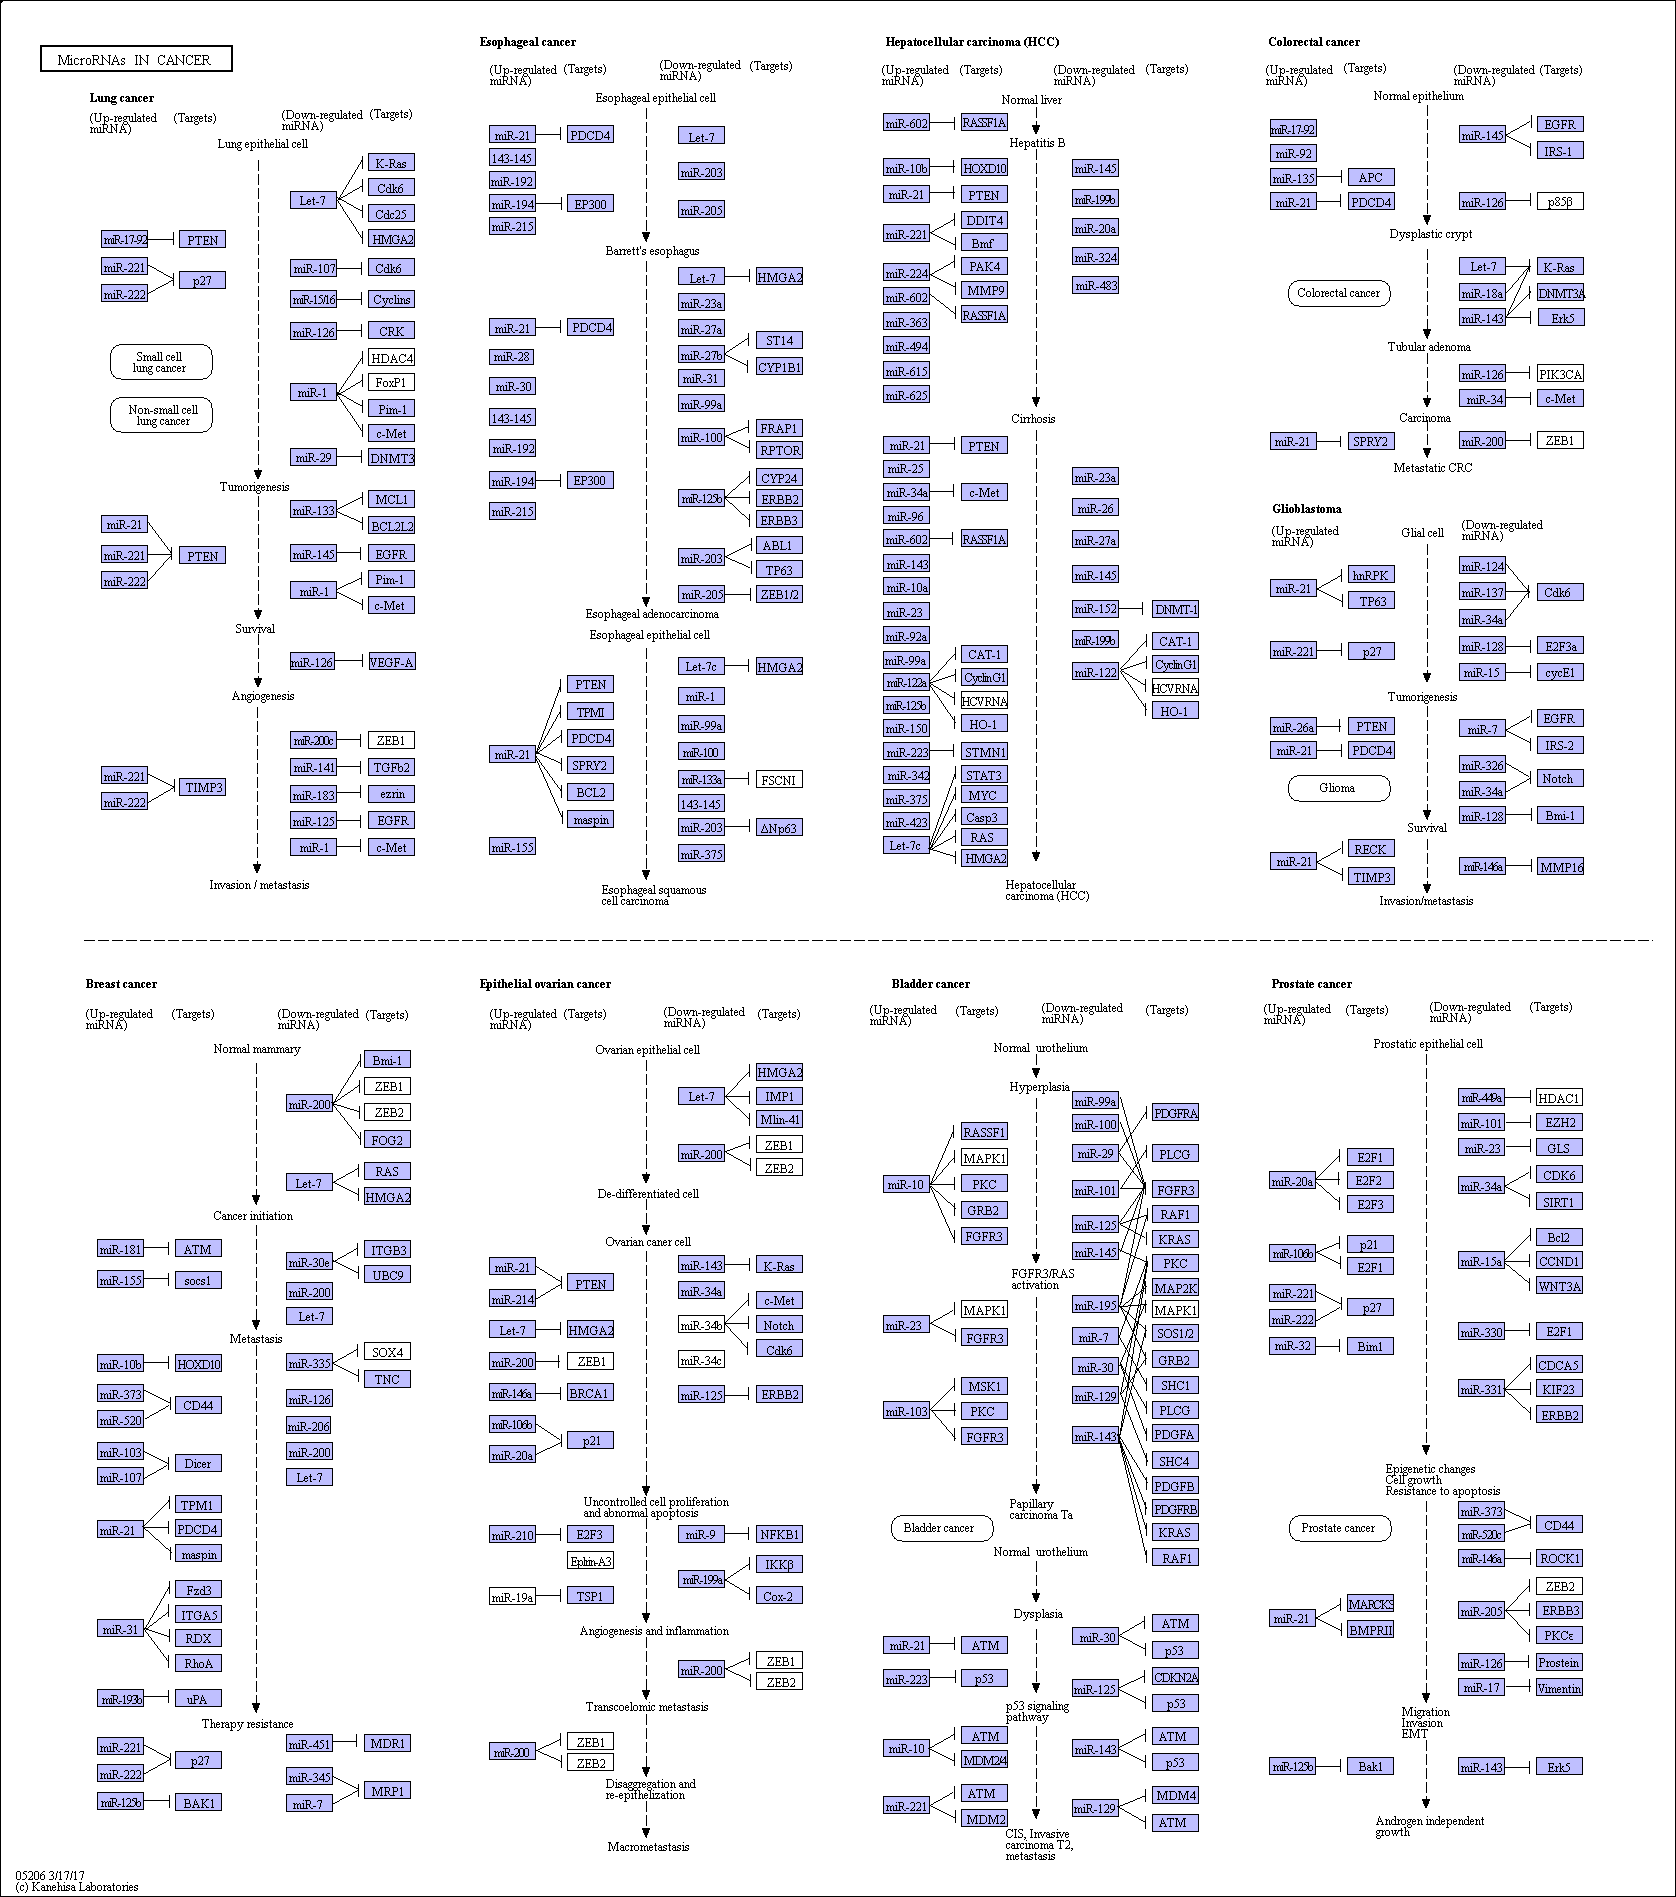 MicroRNAs IN CANCER
Lung cancer
(Up-regulated
miRNA)
(Targets)
(Down-regulated
miRNA)
(Targets)
Lung epithelial cell
Let-7
K-Ras
Cdk6
Cdc25
HMGA2
miR-17-92
PTEN
miR-221
miR-222
p27
miR-107
Cdk6
miR-15/16
Cyclins
miR-126
CRK
Small cell
lung cancer
Non-small cell
lung cancer
miR-1
HDAC4
FoxP1
Pim-1
c-Met
miR-29
DNMT3
Tumorigenesis
miR-21
miR-221
miR-222
PTEN
miR-133
MCL1
BCL2L2
miR-145
EGFR
miR-1
Pim-1
c-Met
Survival
miR-126
VEGF-A
Angiogenesis
miR-221
miR-222
TIMP3
miR-200c
ZEB1
miR-141
TGFb2
miR-183
ezrin
miR-125
EGFR
miR-1
c-Met
Invasion / metastasis
Esophageal cancer
(Up-regulated
miRNA)
(Targets)
(Down-regulated
miRNA)
(Targets)
Esophageal epithelial cell
miR-21
PDCD4
143-145
miR-192
miR-194
EP300
miR-215
Let-7
miR-203
miR-205
Barrett's esophagus
miR-21
PDCD4
miR-28
miR-30
143-145
miR-192
miR-194
EP300
miR-215
Let-7
HMGA2
miR-23a
miR-27a
miR-27b
ST14
CYP1B1
miR-31
miR-99a
miR-100
FRAP1
RPTOR
miR-125b
CYP24
ERBB2
ERBB3
miR-203
ABL1
TP63
miR-205
ZEB1/2
Esophageal adenocarcinoma
Esophageal epithelial cell
miR-21
PTEN
TPMI
PDCD4
SPRY2
BCL2
maspin
miR-155
Let-7c
HMGA2
miR-1
miR-99a
miR-100
miR-133a
FSCNI
143-145
miR-203
ΔNp63
miR-375
Esophageal squamous
cell carcinoma
Hepatocellular carcinoma (HCC)
(Up-regulated
miRNA)
(Targets)
(Down-regulated
miRNA)
(Targets)
Normal liver
miR-602
RASSF1A
Hepatitis B
miR-10b
HOXD10
miR-21
PTEN
miR-221
DDIT4
Bmf
miR-224
PAK4
MMP9
miR-602
RASSF1A
miR-363
miR-494
miR-615
miR-625
miR-145
miR-199b
miR-20a
miR-324
miR-483
Cirrhosis
miR-21
PTEN
miR-25
miR-34a
c-Met
miR-96
miR-602
RASSF1A
miR-143
miR-10a
miR-23
miR-92a
miR-99a
miR-122a
CAT-1
CyclinG1
HCVRNA
HO-1
miR-125b
miR-150
miR-223
STMN1
miR-342
miR-375
miR-423
Let-7c
STAT3
MYC
Casp3
RAS
HMGA2
miR-23a
miR-26
miR-27a
miR-145
miR-152
DNMT-1
miR-199b
miR-122
CAT-1
CyclinG1
HCVRNA
HO-1
Hepatocellular
carcinoma (HCC)
Colorectal cancer
(Up-regulated
miRNA)
(Targets)
(Down-regulated
miRNA)
(Targets)
Normal epithelium
miR-17-92
miR-92
miR-135
APC
miR-21
PDCD4
miR-145
EGFR
IRS-1
miR-126
p85β
Dysplastic crypt
Colorectal cancer
Let-7
miR-18a
miR-143
K-Ras
DNMT3A
Erk5
Tubular adenoma
miR-126
PIK3CA
miR-34
c-Met
Carcinoma
miR-21
SPRY2
miR-200
ZEB1
Metastatic CRC
Glioblastoma
(Up-regulated
miRNA)
Glial cell
(Down-regulated
miRNA)
miR-21
hnRPK
TP63
miR-221
p27
miR-124
miR-137
miR-34a
Cdk6
miR-128
E2F3a
miR-15
cycE1
Tumorigenesis
miR-26a
PTEN
miR-21
PDCD4
Glioma
miR-7
EGFR
IRS-2
miR-326
miR-34a
Notch
miR-128
Bmi-1
Survival
miR-21
RECK
TIMP3
miR-146a
MMP16
Invasion/metastasis
Breast cancer
(Up-regulated
miRNA)
(Targets)
(Down-regulated
miRNA)
(Targets)
Normal mammary
miR-200
Bmi-1
ZEB1
ZEB2
FOG2
Let-7
RAS
HMGA2
Cancer initiation
miR-181
ATM
miR-155
socs1
miR-30e
ITGB3
UBC9
miR-200
Let-7
Metastasis
miR-10b
HOXD10
miR-373
miR-520
CD44
miR-103
miR-107
Dicer
miR-21
TPM1
PDCD4
maspin
miR-31
Fzd3
ITGA5
RDX
RhoA
miR-193b
uPA
miR-335
SOX4
TNC
miR-126
miR-206
miR-200
Let-7
Therapy resistance
miR-221
miR-222
p27
miR-125b
BAK1
miR-451
MDR1
miR-345
miR-7
MRP1
Epithelial ovarian cancer
(Up-regulated
miRNA)
(Targets)
(Down-regulated
miRNA)
(Targets)
Ovarian epithelial cell
Let-7
HMGA2
IMP1
Mlin-41
miR-200
ZEB1
ZEB2
De-differentiated cell
Ovarian caner cell
miR-21
miR-214
PTEN
Let-7
HMGA2
miR-200
ZEB1
miR-146a
BRCA1
miR-106b
miR-20a
p21
miR-143
K-Ras
miR-34a
miR-34b
c-Met
Notch
Cdk6
miR-34c
miR-125
ERBB2
Uncontrolled cell proliferation
and abnormal apoptosis
miR-210
E2F3
Ephrin-A3
miR-19a
TSP1
miR-9
NFKB1
miR-199a
IKKβ
Cox-2
Angiogenesis and inflammation
miR-200
ZEB1
ZEB2
Transcoelomic metastasis
miR-200
ZEB1
ZEB2
Disaggregation and
re-epithelization
Macrometastasis
Bladder cancer
(Up-regulated
miRNA)
(Targets)
(Down-regulated
miRNA)
(Targets)
Normal urothelium
Hyperplasia
miR-10
RASSF1
MAPK1
PKC
GRB2
FGFR3
FGFR3/RAS
activation
miR-23
MAPK1
FGFR3
miR-103
MSK1
PKC
FGFR3
miR-99a
miR-100
miR-29
miR-101
miR-125
miR-145
miR-195
miR-7
miR-30
miR-129
miR-143
PDGFRA
PLCG
FGFR3
RAF1
KRAS
PKC
MAP2K
MAPK1
SOS1/2
GRB2
SHC1
PLCG
PDGFA
SHC4
PDGFB
PDGFRB
KRAS
RAF1
Papillary
carcinoma Ta
Bladder cancer
Normal urothelium
Dysplasia
miR-21
ATM
miR-223
p53
miR-30
ATM
p53
miR-125
CDKN2A
p53
p53 signaling
pathway
miR-10
ATM
MDM2/4
miR-221
ATM
MDM2
miR-143
ATM
p53
miR-129
MDM4
ATM
CIS, Invasive
carcinoma T2,
metastasis
Prostate cancer
(Up-regulated
miRNA)
(Targets)
(Down-regulated
miRNA)
(Targets)
Prostatic epithelial cell
miR-20a
E2F1
E2F2
E2F3
miR-106b
p21
E2F1
miR-221
miR-222
p27
miR-32
Bim1
miR-449a
HDAC1
miR-101
EZH2
miR-23
GLS
miR-34a
CDK6
SIRT1
miR-15a
Bcl2
CCND1
WNT3A
miR-330
E2F1
miR-331
CDCA5
KIF23
ERBB2
Epigenetic changes
Cell growth
Resistance to apoptosis
Prostate cancer
miR-21
MARCKS
BMPRII
miR-373
miR-520c
CD44
miR-146a
ROCK1
miR-205
ZEB2
ERBB3
PKCε
miR-126
Prostein
miR-17
Vimentin
Migration
Invasion
EMT
miR-125b
Bak1
miR-143
Erk5
Androgen independent
growth
05206 3/17/17
(c) Kanehisa Laboratories